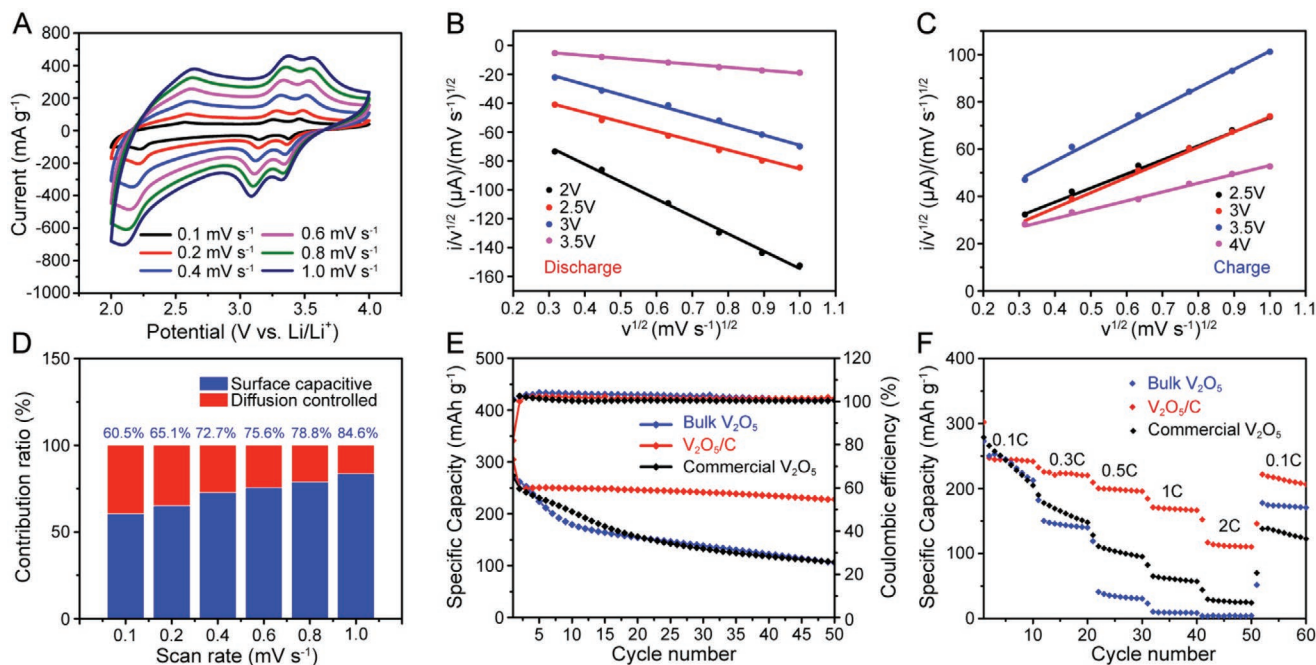 A
Current (mA g⁻¹)
800
600
400
200
0
-200
-400
-600
-800
-1000
0.1 mV s⁻¹
0.6 mV s⁻¹
0.2 mV s⁻¹
0.8 mV s⁻¹
0.4 mV s⁻¹
1.0 mV s⁻¹
2.0 2.5 3.0 3.5 4.0
Potential (V vs. Li/Li⁺)
B
i/v¹/² (µA)/(mV s⁻¹)¹/²
0
-20
-40
-60
-80
-100
-120
-140
-160
2V
2.5V
3V
3.5V
Discharge
0.2 0.3 0.4 0.5 0.6 0.7 0.8 0.9 1.0 1.1
v¹/² (mV s⁻¹)¹/²
C
i/v¹/² (µA)/(mV s⁻¹)¹/²
100
80
60
40
20
0
2.5V
3V
3.5V
4V
Charge
0.2 0.3 0.4 0.5 0.6 0.7 0.8 0.9 1.0 1.1
v¹/² (mV s⁻¹)¹/²
D
Contribution ratio (%)
150
100
50
0
Surface capacitive
Diffusion controlled
60.5% 65.1% 72.7% 75.6% 78.8% 84.6%
0.1 0.2 0.4 0.6 0.8 1.0
Scan rate (mV s⁻¹)
E
Specific Capacity (mAh g⁻¹)
500
450
400
350
300
250
200
150
100
50
0
Bulk V₂O₅
V₂O₅/C
Commercial V₂O₅
120
100
80
60
40
20
0
Coulombic efficiency (%)
5 10 15 20 25 30 35 40 45 50
Cycle number
F
Specific Capacity (mAh g⁻¹)
400
300
200
100
0
Bulk V₂O₅
V₂O₅/C
Commercial V₂O₅
0.1C
0.3C
0.5C
1C
2C
0.1C
0 10 20 30 40 50 60
Cycle number